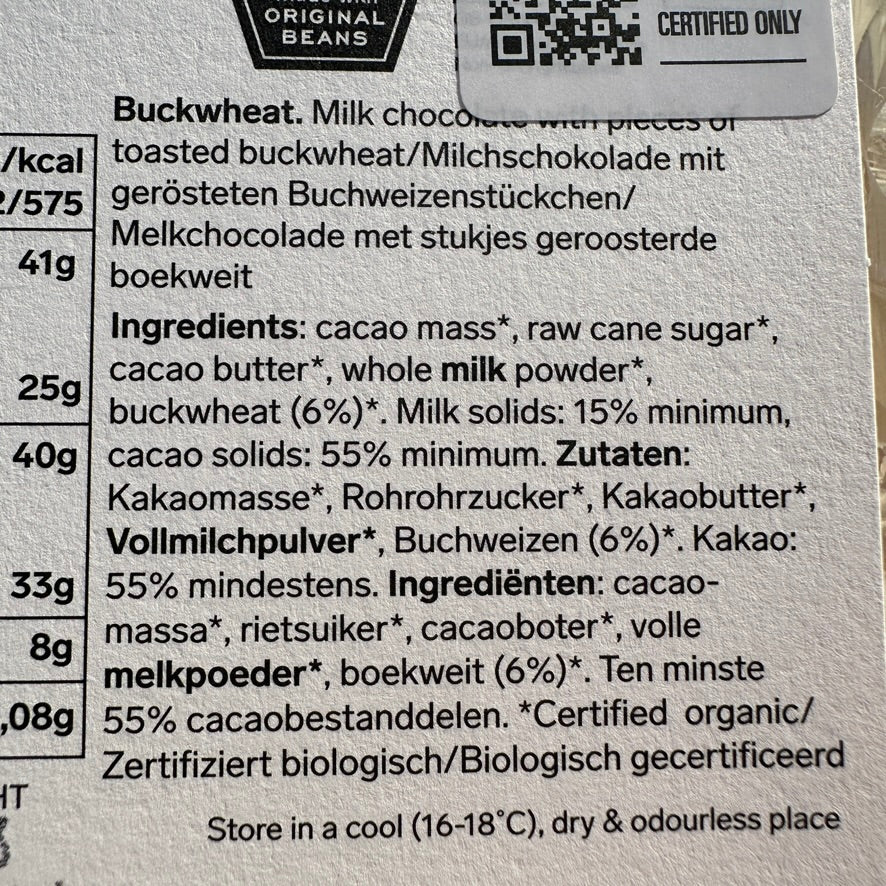 ORIGINAL
BEANS
CERTIFIED ONLY
/kcal
/575
41g
25g
40g
33g
8g
,08g
HT
Buckwheat. Milk chocolate with pieces of
toasted buckwheat/Milchschokolade mit
gerösteten Buchweizenstückchen/
Melkchocolade met stukjes geroosterde
boekweit
Ingredients: cacao mass*, raw cane sugar*,
cacao butter*, whole milk powder*,
buckwheat (6%)*. Milk solids: 15% minimum,
cacao solids: 55% minimum. Zutaten:
Kakaomasse*, Rohrohrzucker*, Kakaobutter*,
Vollmilchpulver*, Buchweizen (6%)*. Kakao:
55% mindestens. Ingrediënten: cacao-
massa*, rietsuiker*, cacaoboter*, volle
melkpoeder*, boekweit (6%)*. Ten minste
55% cacaobestanddelen. *Certified organic/
Zertifiziert biologisch/Biologisch gecertificeerd
Store in a cool (16-18°C), dry & odourless place